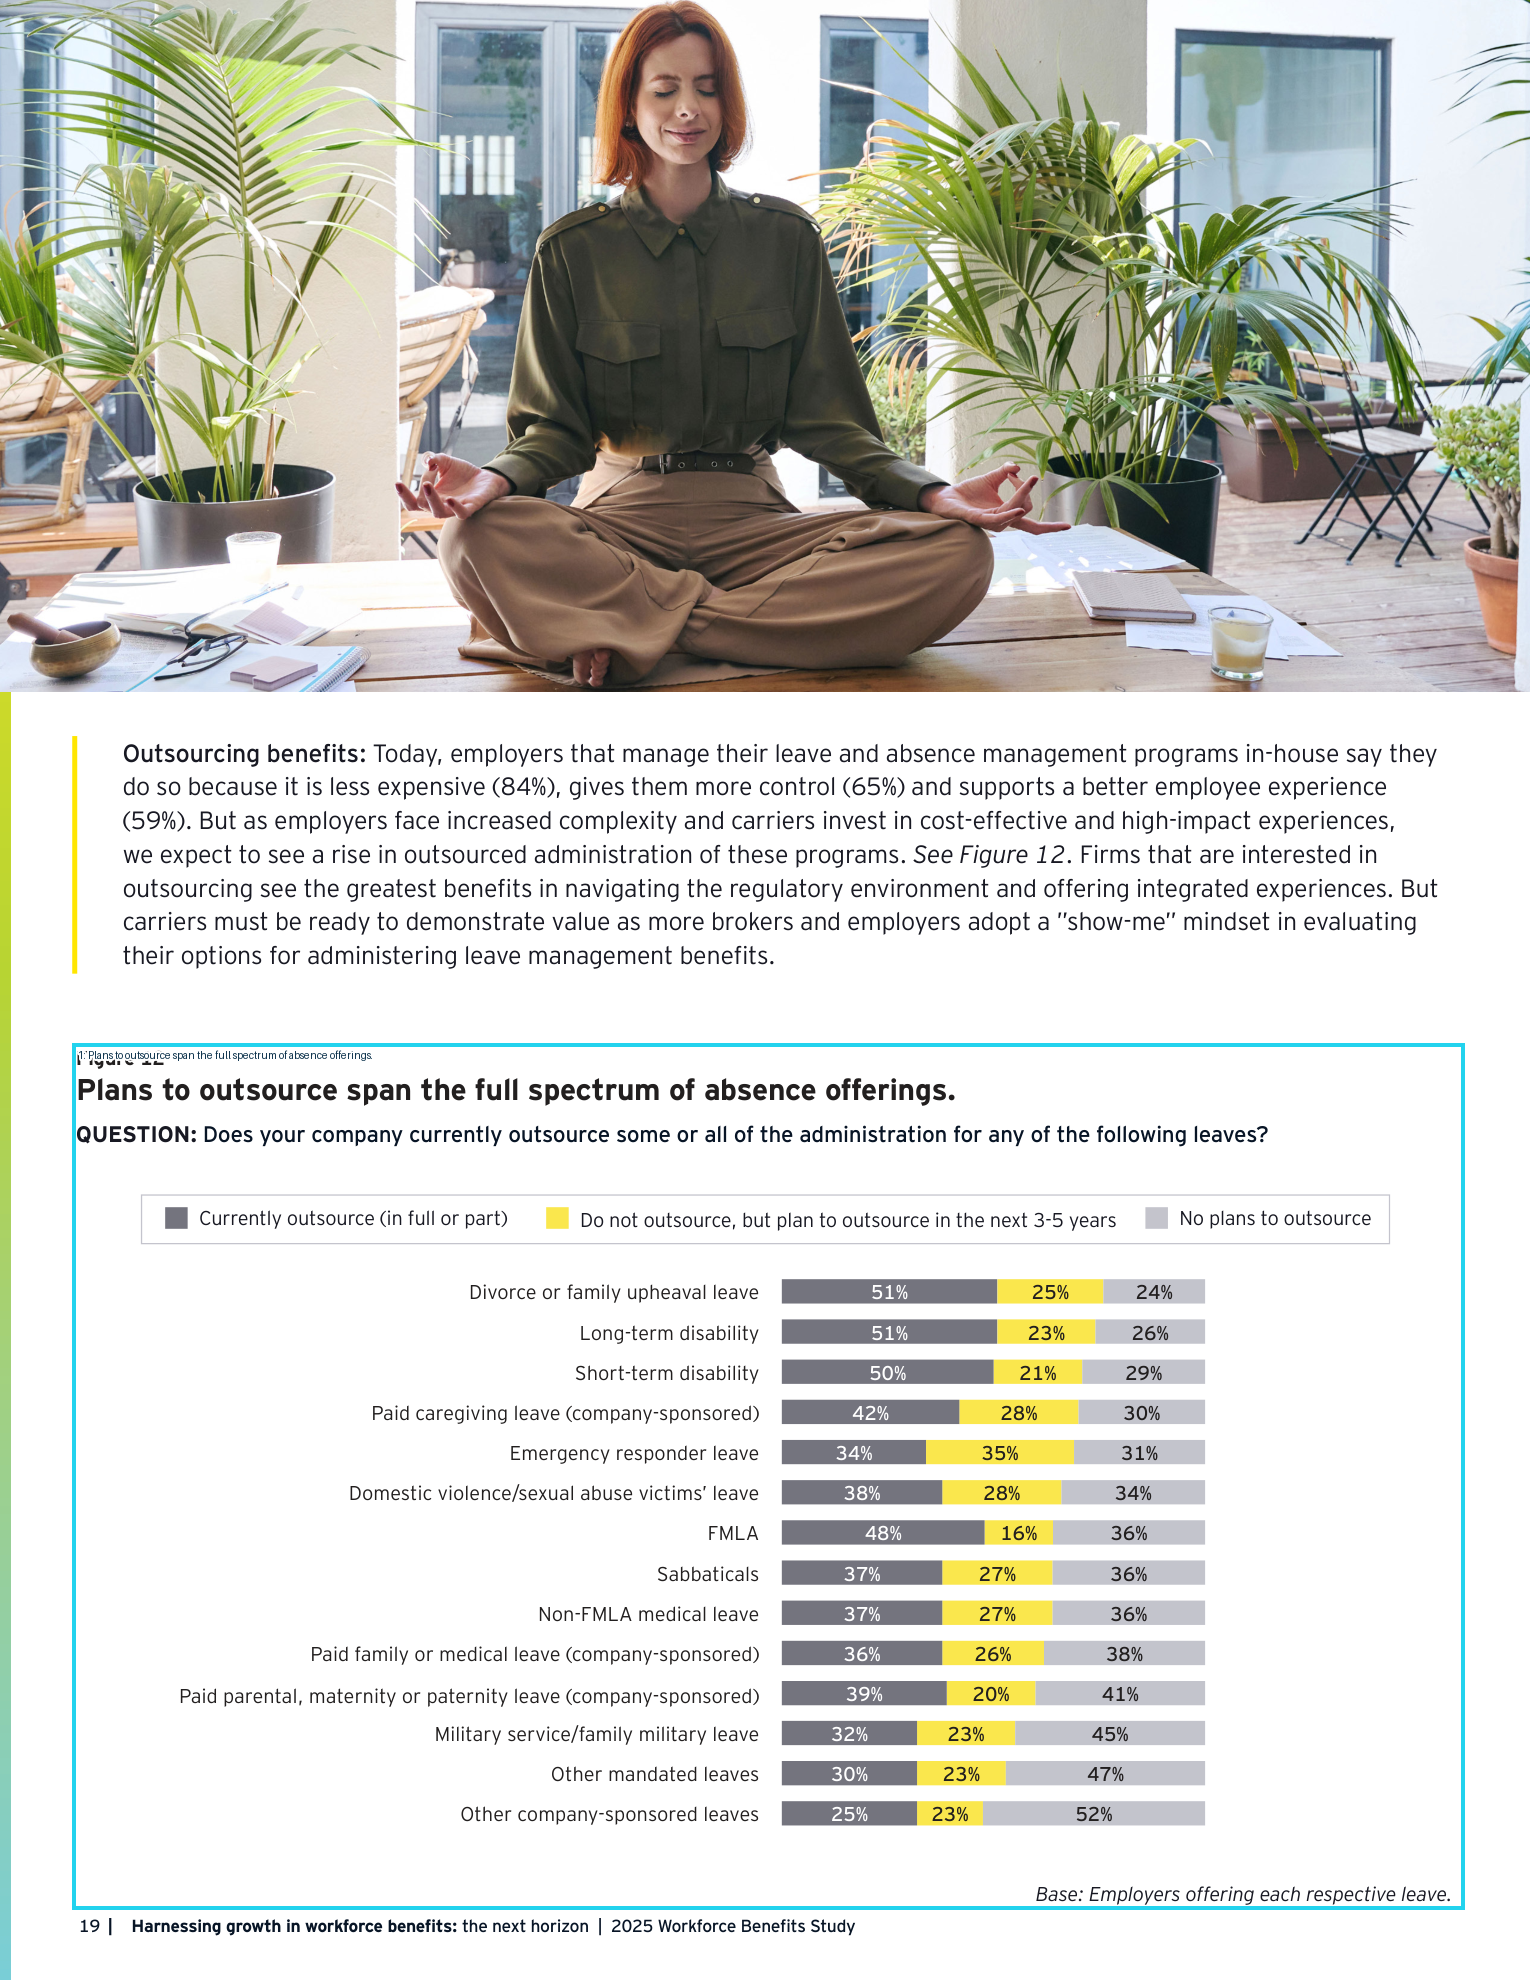 Outsourcing benefits: Today, employers that manage their leave and absence management programs in-house say they
do so because it is less expensive (84%), gives them more control (65%) and supports a better employee experience
(59%). But as employers face increased complexity and carriers invest in cost-effective and high-impact experiences,
we expect to see a rise in outsourced administration of these programs. See Figure 12. Firms that are interested in
outsourcing see the greatest benefits in navigating the regulatory environment and offering integrated experiences. But
carriers must be ready to demonstrate value as more brokers and employers adopt a "show-me" mindset in evaluating
their options for administering leave management benefits.
Figure 12
Plans to outsource span the full spectrum of absence offerings.
Plans to outsource span the full spectrum of absence offerings.
QUESTION: Does your company currently outsource some or all of the administration for any of the following leaves?
Currently outsource (in full or part) Do not outsource, but plan to outsource in the next 3-5 years No plans to outsource
Divorce or family upheaval leave 51% 25% 24%
Long-term disability 51% 23% 26%
Short-term disability 50% 21% 29%
Paid caregiving leave (company-sponsored) 42% 28% 30%
Emergency responder leave 34% 35% 31%
Domestic violence/sexual abuse victims' leave 38% 28% 34%
FMLA 48% 16% 36%
Sabbaticals 37% 27% 36%
Non-FMLA medical leave 37% 27% 36%
Paid family or medical leave (company-sponsored) 36% 26% 38%
Paid parental, maternity or paternity leave (company-sponsored) 39% 20% 41%
Military service/family military leave 32% 23% 45%
Other mandated leaves 30% 23% 47%
Other company-sponsored leaves 25% 23% 52%
Base: Employers offering each respective leave.
19 | Harnessing growth in workforce benefits: the next horizon | 2025 Workforce Benefits Study